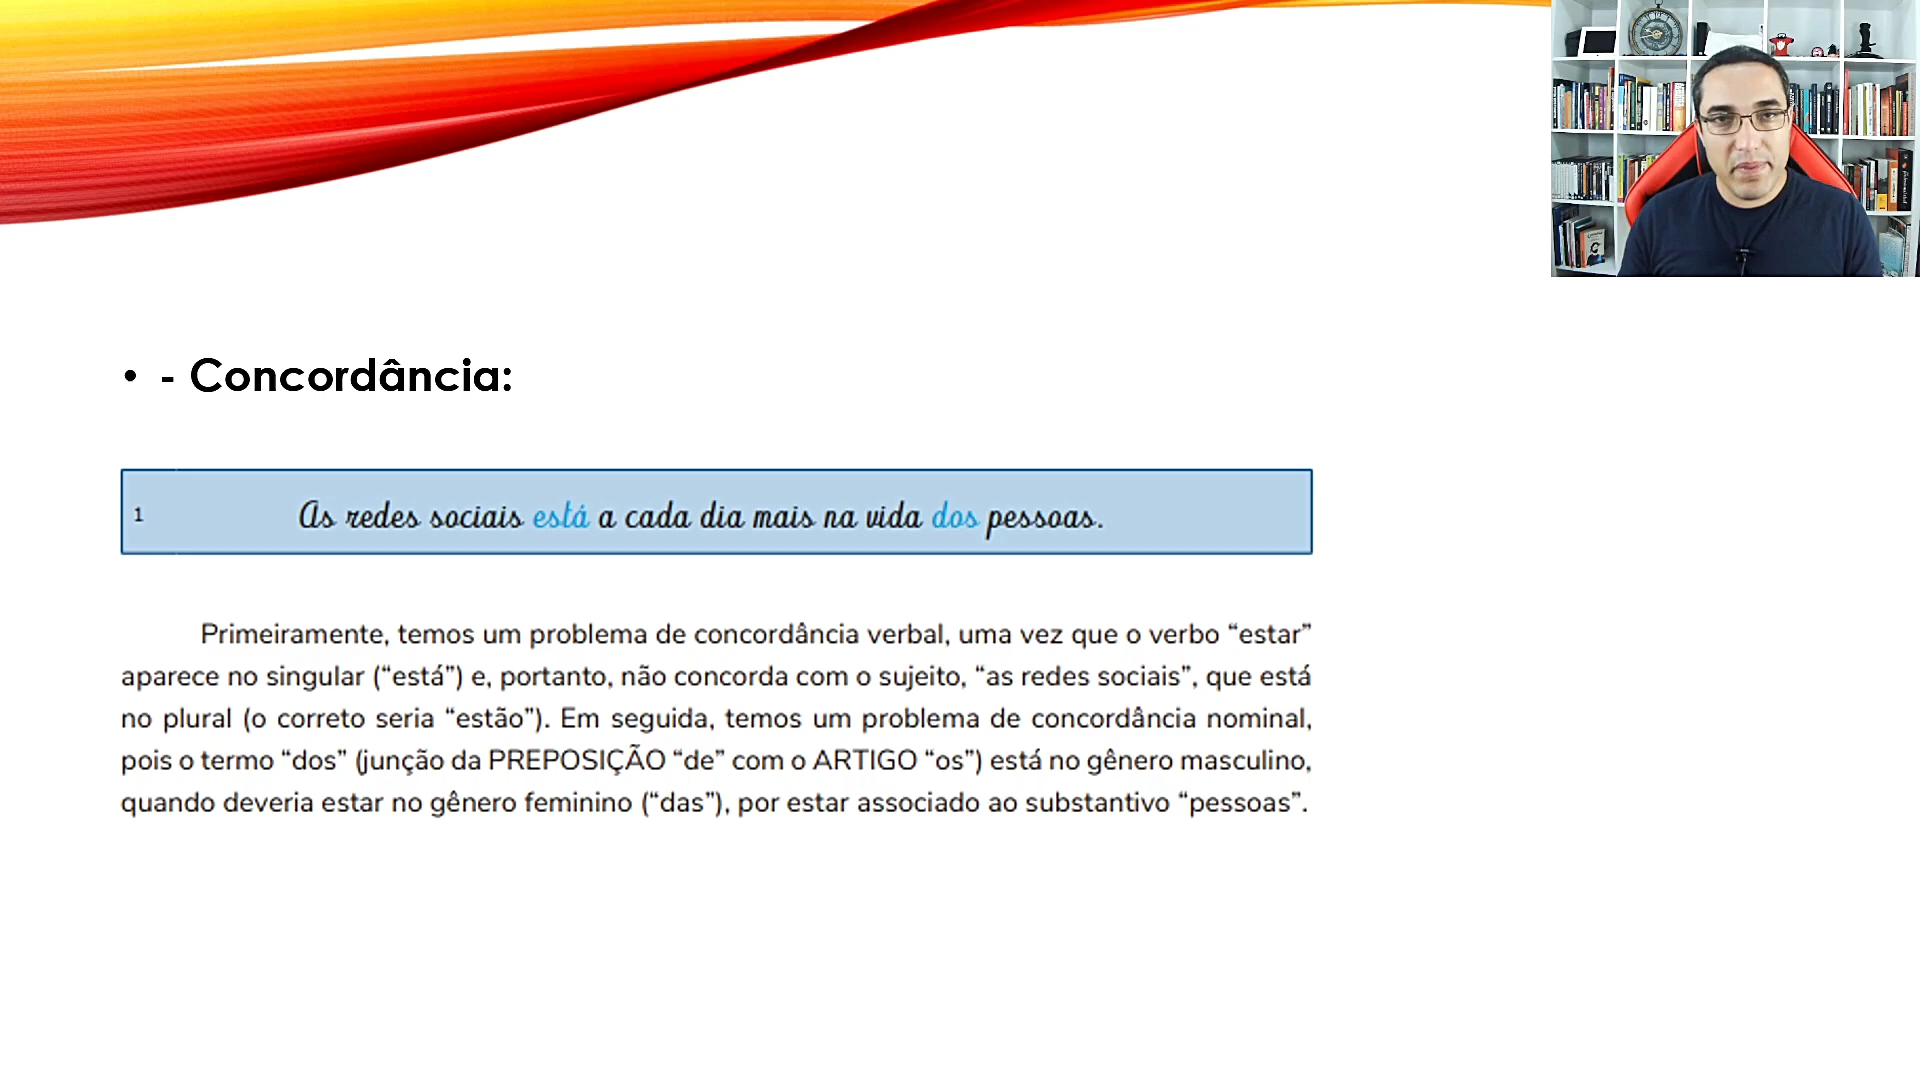 • - Concordância:
1 As redes sociais está a cada dia mais na vida dos pessoas.
Primeiramente, temos um problema de concordância verbal, uma vez que o verbo “estar”
aparece no singular (“está”) e, portanto, não concorda com o sujeito, “as redes sociais”, que está
no plural (o correto seria “estão”). Em seguida, temos um problema de concordância nominal,
pois o termo “dos” (junção da PREPOSIÇÃO “de” com o ARTIGO “os”) está no gênero masculino,
quando deveria estar no gênero feminino (“das”), por estar associado ao substantivo “pessoas”.